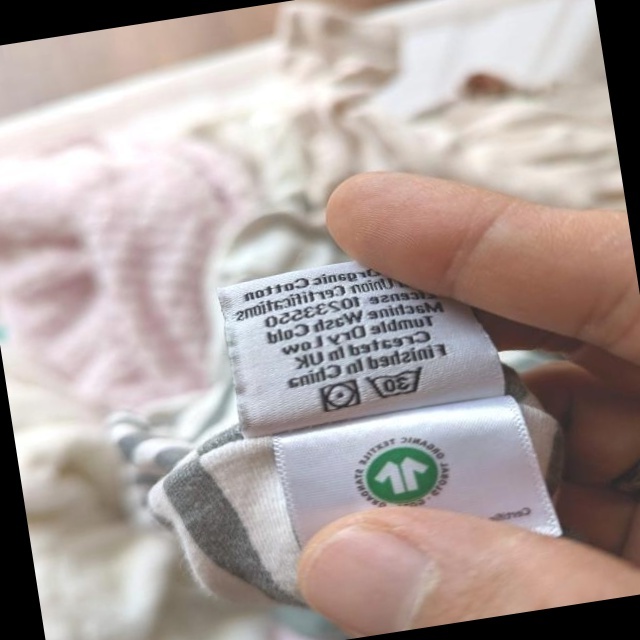 Organic Cotton
Union Certifications
License 1023550
Machine Wash Cold
Tumble Dry Low
Created in UK
Finished in China
30
GLOBAL ORGANIC TEXTILE STANDARD